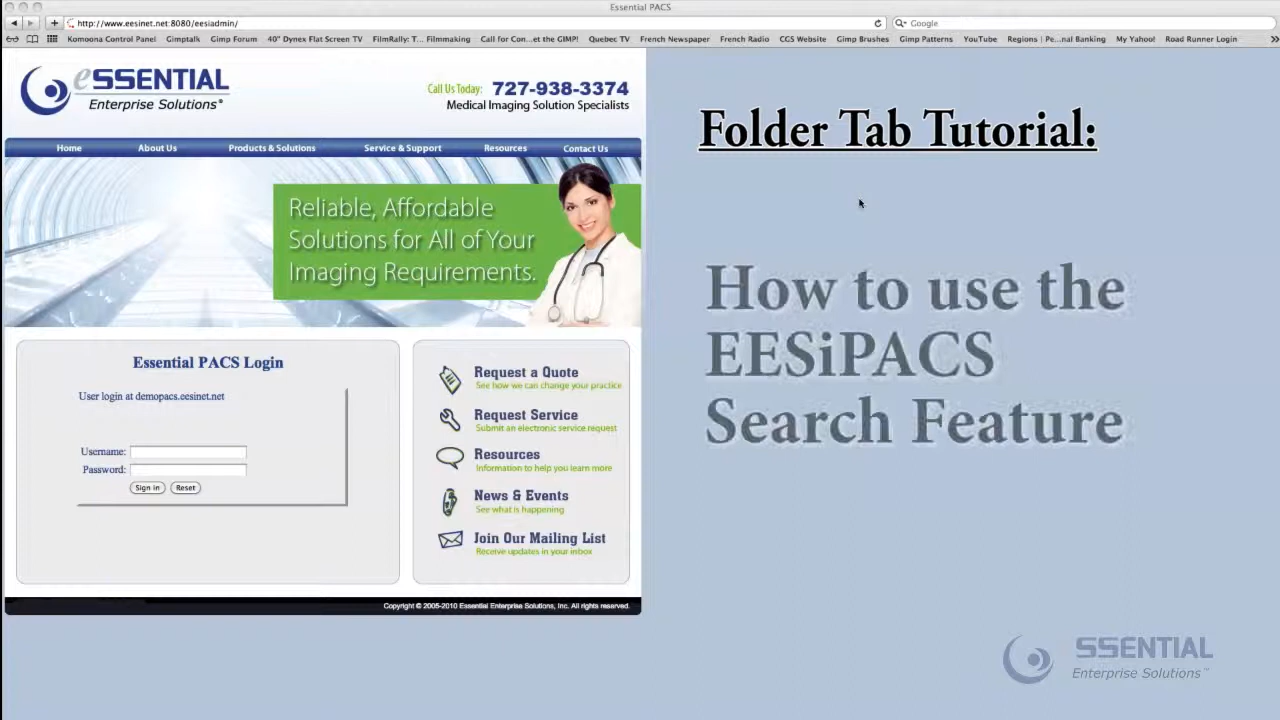 Essential PACS
http://www.eesinet.net:8080/eesiadmin/
Google
Komoona Control Panel Gimptalk Gimp Forum 40" Dynex Flat Screen TV FilmRally: T... Filmmaking Call for Con...et the GIMP! Quebec TV French Newspaper French Radio CGS Website Gimp Brushes Gimp Patterns YouTube Regions | Pe...nal Banking My Yahoo! Road Runner Login
eSSENTIAL
Enterprise Solutions®
Call Us Today: 727-938-3374
Medical Imaging Solution Specialists
Home About Us Products & Solutions Service & Support Resources Contact Us
Reliable, Affordable
Solutions for All of Your
Imaging Requirements.
Essential PACS Login
User login at demopacs.eesinet.net
Username:
Password:
Sign in Reset
Request a Quote
See how we can change your practice
Request Service
Submit an electronic service request
Resources
Information to help you learn more
News & Events
See what is happening
Join Our Mailing List
Receive updates in your inbox
Copyright © 2005-2010 Essential Enterprise Solutions, Inc. All rights reserved.
Folder Tab Tutorial:
How to use the
EESiPACS
Search Feature
SSENTIAL
Enterprise Solutions™